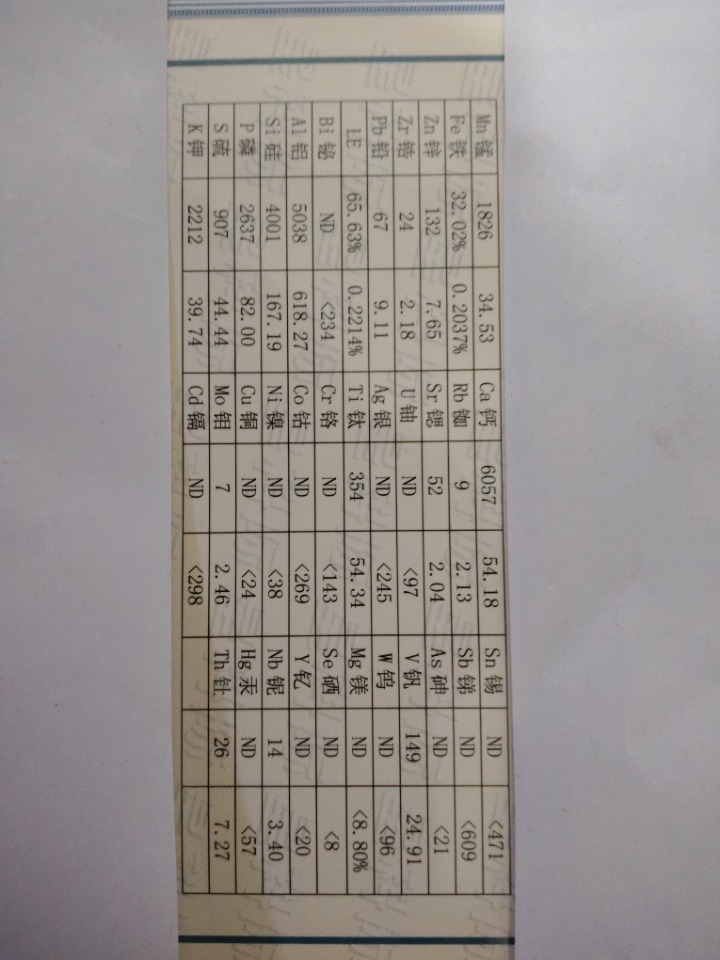 Mn锰 1826 34.53 Ca钙 6057 54.18 Sn锡 ND <471
Fe铁 32.02% 0.2037% Rb铷 9 2.13 Sb锑 ND <609
Zn锌 132 7.65 Sr锶 52 2.04 As砷 ND <21
Zr锆 24 2.18 U铀 ND <97 V钒 149 24.91
Pb铅 67 9.11 Ag银 ND <245 W钨 ND <96
LE 65.63% 0.2214% Ti钛 354 54.34 Mg镁 ND <8.80%
Bi铋 ND <234 Cr铬 ND <143 Se硒 ND <8
Al铝 5038 618.27 Co钴 ND <269 Y钇 ND <20
Si硅 4001 167.19 Ni镍 ND <38 Nb铌 14 3.40
P磷 2637 82.00 Cu铜 ND <24 Hg汞 ND <57
S硫 907 44.44 Mo钼 7 2.46 Th钍 26 7.27
K钾 2212 39.74 Cd镉 ND <298